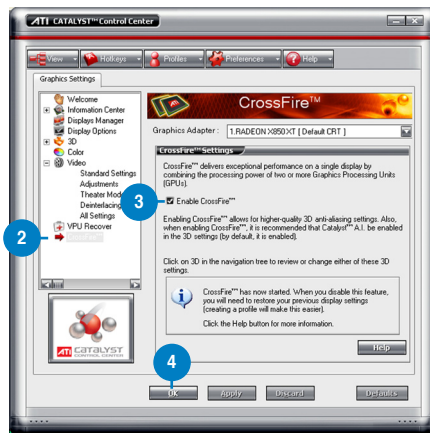 ATI CATALYST™ Control Center
View
Hotkeys
Profiles
Preferences
Help
Graphics Settings
Welcome
Information Center
Displays Manager
Display Options
3D
Color
Video
Standard Settings
Adjustments
Theater Mode
Deinterlacing
All Settings
VPU Recover
CrossFire™
2
ATI CATALYST
CONTROL CENTER
CrossFire™
Graphics Adapter :
1.RADEON X850 XT [ Default CRT ]
CrossFire™ Settings
CrossFire™ delivers exceptional performance on a single display by
combining the processing power of two or more Graphics Processing Units
(GPUs).
3
Enable CrossFire™
Enabling CrossFire™ allows for higher-quality 3D anti-aliasing settings. Also,
when enabling CrossFire™, it is recommended that Catalyst™ A.I. be enabled
in the 3D settings (by default, it is enabled).
Click on 3D in the navigation tree to review or change either of these 3D
settings.
CrossFire™ has now started. When you disable this feature,
you will need to restore your previous display settings
(creating a profile will make this easier).
Click the Help button for more information.
Help
4
Ok
Apply
Discard
Defaults